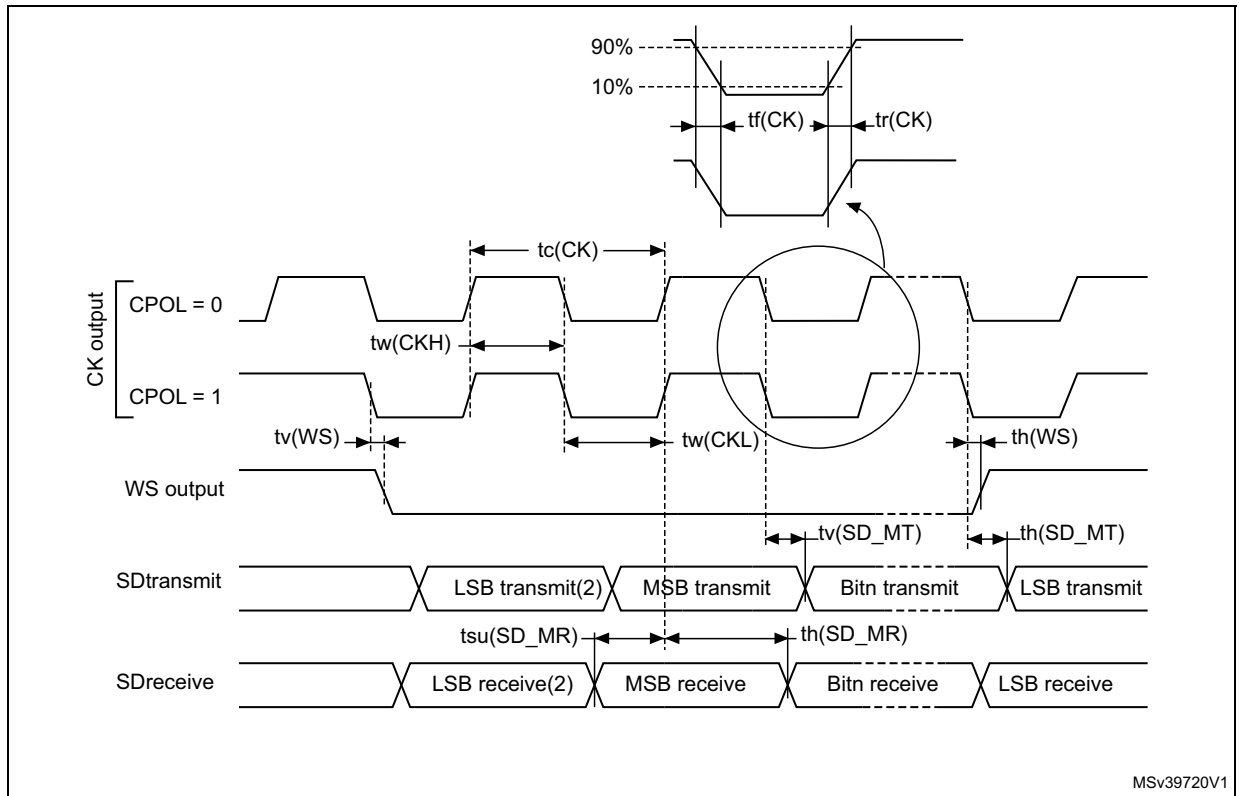 90%
10%
tf(CK)
tr(CK)
tc(CK)
CK output
CPOL = 0
tw(CKH)
CPOL = 1
tv(WS)
tw(CKL)
th(WS)
WS output
tv(SD_MT)
th(SD_MT)
SDtransmit
LSB transmit(2)
MSB transmit
Bitn transmit
LSB transmit
tsu(SD_MR)
th(SD_MR)
SDreceive
LSB receive(2)
MSB receive
Bitn receive
LSB receive
MSv39720V1